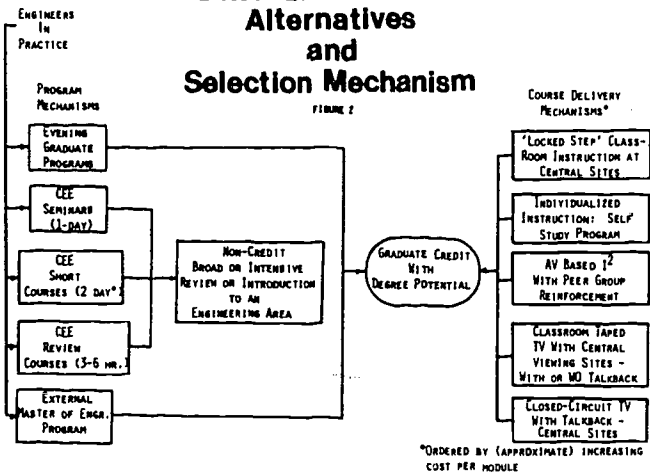 ENGINEERS
IN
PRACTICE
Alternatives
and
Selection Mechanism
FIGURE 2
PROGRAM
MECHANISMS
EVENING
GRADUATE
PROGRAMS
CEE
SEMINARS
(1-DAY)
CEE
SHORT
COURSES (2 DAY°)
CEE
REVIEW
COURSES (3-6 HR.)
EXTERNAL
MASTER OF ENGR.
PROGRAM
NON-CREDIT
BROAD OR INTENSIVE
REVIEW OR INTRODUCTION
TO AN
ENGINEERING AREA
GRADUATE CREDIT
WITH
DEGREE POTENTIAL
COURSE DELIVERY
MECHANISMS*
'LOCKED STEP' CLASS-
ROOM INSTRUCTION AT
CENTRAL SITES
INDIVIDUALIZED
INSTRUCTION: SELF
STUDY PROGRAM
AV BASED I²
WITH PEER GROUP
REINFORCEMENT
CLASSROOM TAPED
TV WITH CENTRAL
VIEWING SITES -
WITH OR WO TALKBACK
CLOSED-CIRCUIT TV
WITH TALKBACK -
CENTRAL SITES
*ORDERED BY (APPROXIMATE) INCREASING
COST PER MODULE